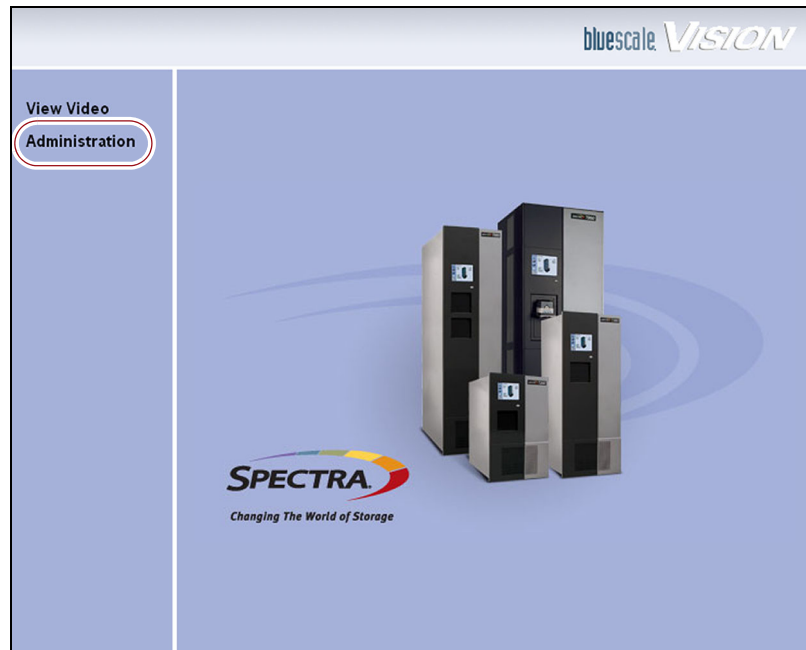 bluescale. VISION
View Video
Administration
SPECTRA®
Changing The World of Storage